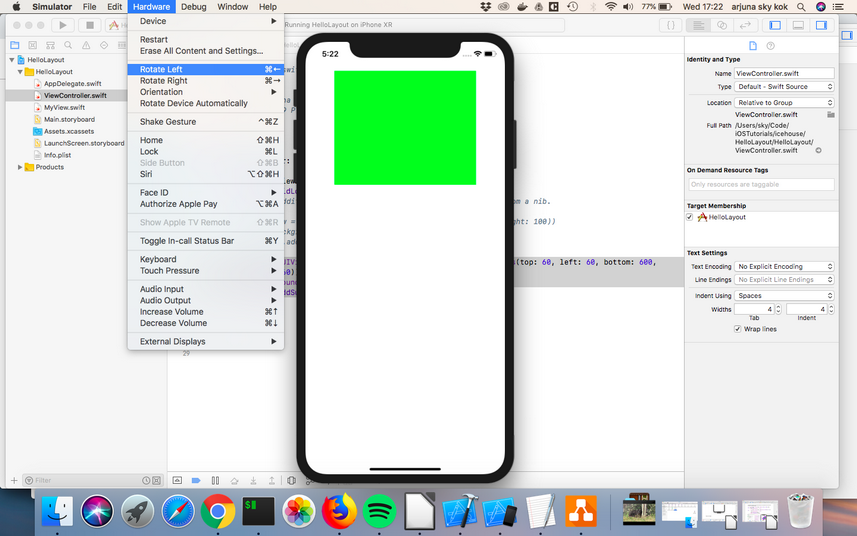 Simulator File Edit Hardware Debug Window Help 77% Wed 17:22 arjuna sky kok
Running HelloLayout on iPhone XR
Device
Restart
Erase All Content and Settings...
Rotate Left ⌘←
Rotate Right ⌘→
Orientation
Rotate Device Automatically
Shake Gesture ^⌘Z
Home ⇧⌘H
Lock ⌘L
Side Button ⇧⌘B
Siri ⌥⇧⌘H
Face ID
Authorize Apple Pay ⌥⌘A
Show Apple TV Remote ⇧⌘R
Toggle In-call Status Bar ⌘Y
Keyboard
Touch Pressure
Audio Input
Audio Output
Increase Volume ⌘↑
Decrease Volume ⌘↓
External Displays
HelloLayout
HelloLayout
AppDelegate.swift
ViewController.swift
MyView.swift
Main.storyboard
Assets.xcassets
LaunchScreen.storyboard
Info.plist
Products
Filter
29
5:22
m a nib.
ght: 100))
(top: 60, left: 60, bottom: 600,
Identity and Type
Name ViewController.swift
Type Default - Swift Source
Location Relative to Group
ViewController.swift
Full Path /Users/sky/Code/
iOSTutorials/icehouse/
HelloLayout/HelloLayout/
ViewController.swift
On Demand Resource Tags
Only resources are taggable
Target Membership
HelloLayout
Text Settings
Text Encoding No Explicit Encoding
Line Endings No Explicit Line Endings
Indent Using Spaces
Widths 4 4
Tab Indent
Wrap lines